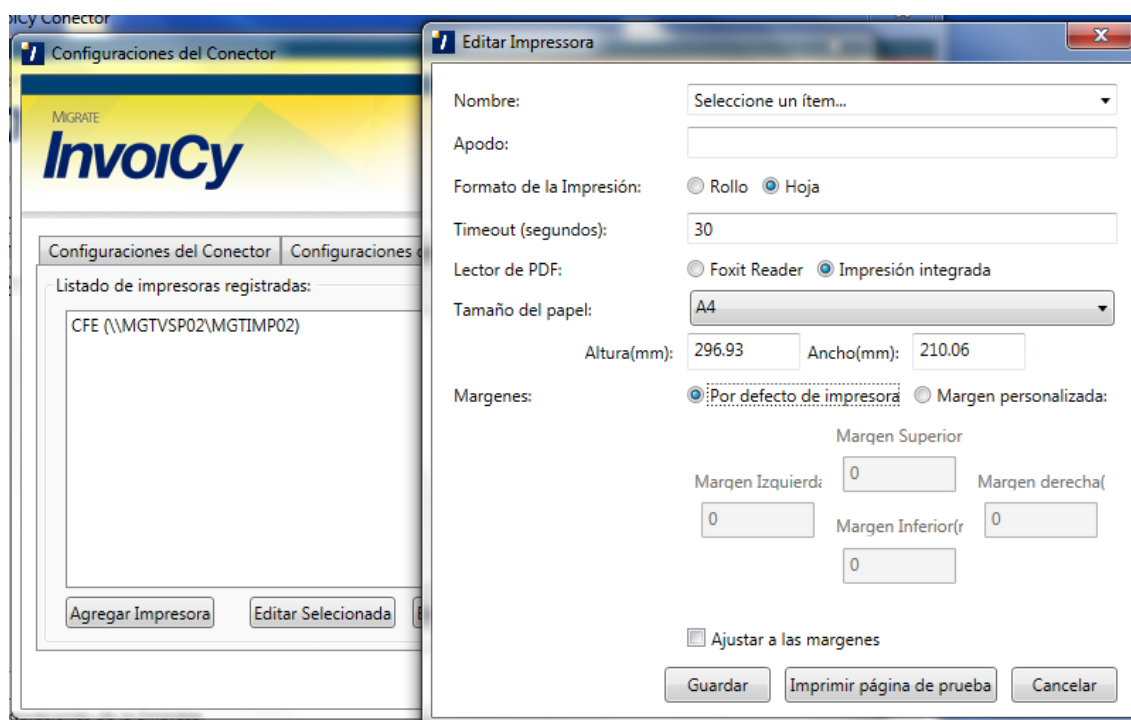 Cy Conector
Configuraciones del Conector
MIGRATE
InvoiCy
Configuraciones del Conector
Configuraciones
Listado de impresoras registradas:
CFE (\\MGTVSP02\MGTIMP02)
Agregar Impresora
Editar Selecionada
Editar Impressora
Nombre:
Seleccione un ítem...
Apodo:
Formato de la Impresión:
Rollo
Hoja
Timeout (segundos):
30
Lector de PDF:
Foxit Reader
Impresión integrada
Tamaño del papel:
A4
Altura(mm):
296.93
Ancho(mm):
210.06
Margenes:
Por defecto de impresora
Margen personalizada:
Margen Superior
0
Margen Izquierda
0
Margen derecha(
0
Margen Inferior(r
0
Ajustar a las margenes
Guardar
Imprimir página de prueba
Cancelar